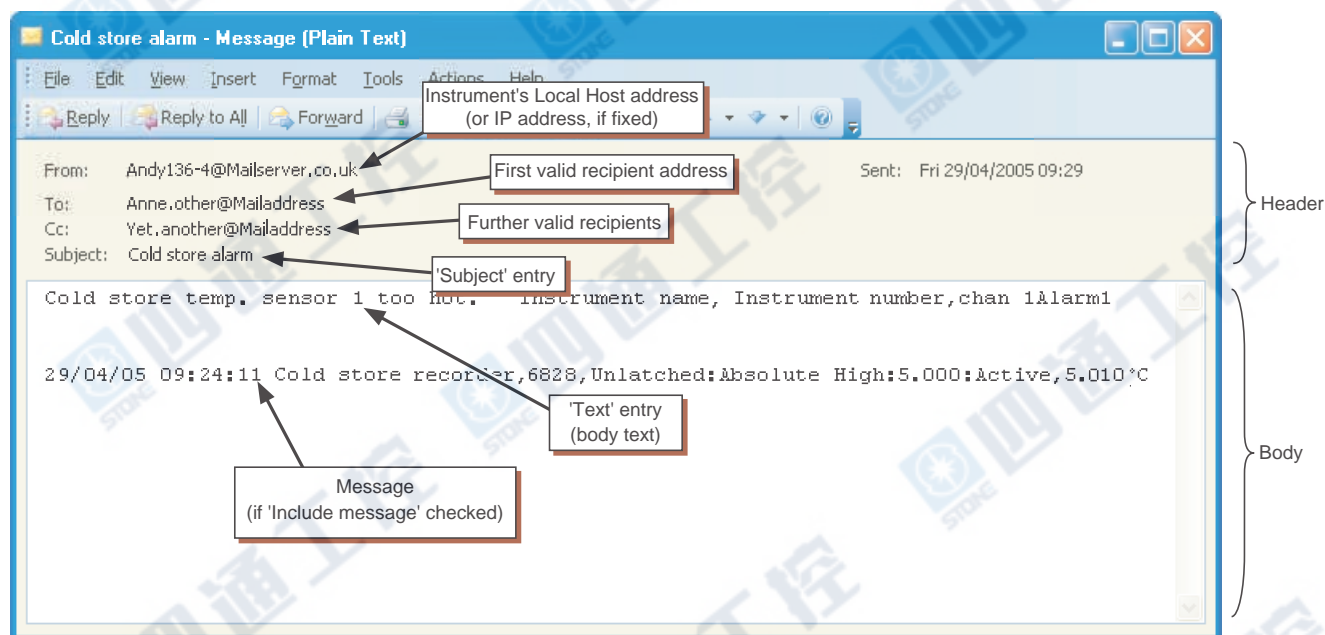 Cold store alarm - Message (Plain Text)
File Edit View Insert Format Tools Actions Help
Instrument's Local Host address
(or IP address, if fixed)
Reply Reply to All Forward
From: Andy136-4@Mailserver.co.uk
First valid recipient address
Sent: Fri 29/04/2005 09:29
To: Anne.other@Mailaddress
Header
Cc: Yet.another@Mailaddress
Further valid recipients
Subject: Cold store alarm
'Subject' entry
Cold store temp. sensor 1 too hot. Instrument name, Instrument number,chan 1Alarm1
29/04/05 09:24:11 Cold store recorder,6828,Unlatched:Absolute High:5.000:Active,5.010°C
'Text' entry
(body text)
Body
Message
(if 'Include message' checked)
四通工控
STONE